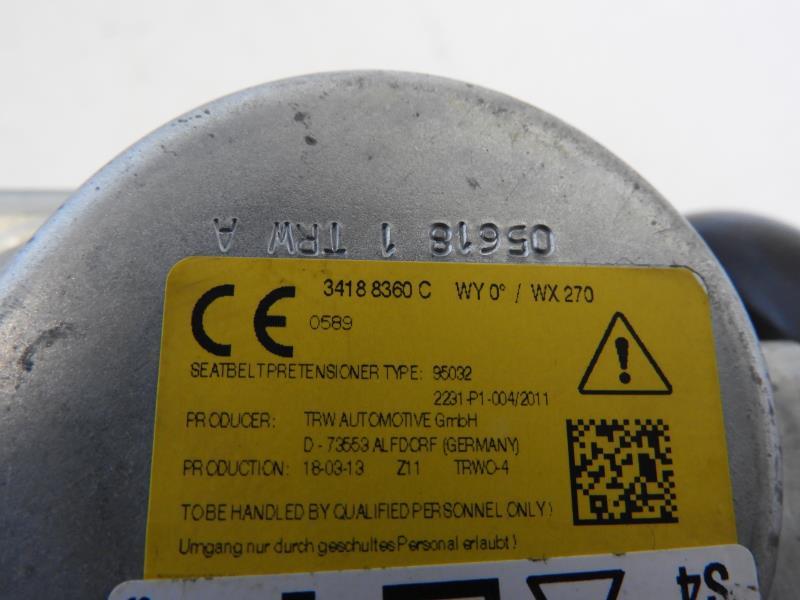 05618 1 TRW A
3418 8360 C WY 0° / WX 270
CE 0589
SEATBELT PRETENSIONER TYPE: 95032
2291-P1-004/2011
PRODUCER: TRW AUTOMOTIVE GmbH
D - 73553 ALFDORF (GERMANY)
PRODUCTION: 18-03-13 Z11 TRWO-4
TO BE HANDLED BY QUALIFIED PERSONNEL ONLY!
Umgang nur durch geschultes Personal erlaubt!
S4